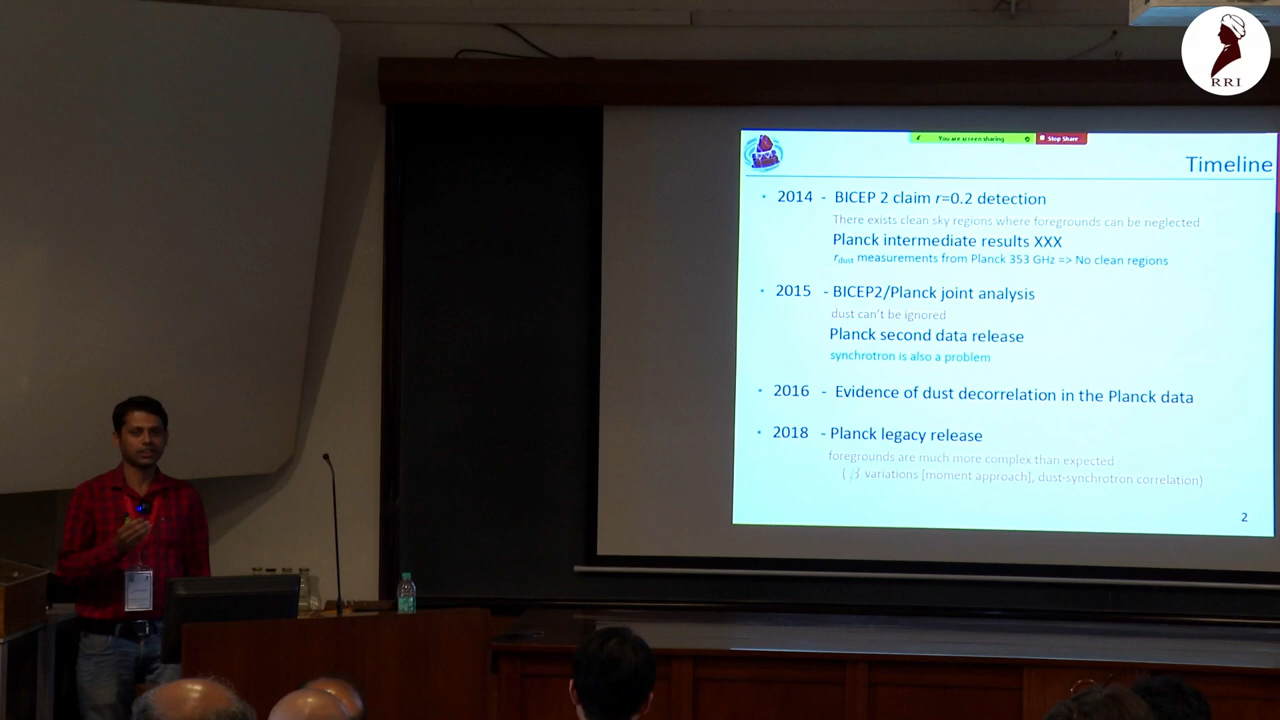 RRI
You are screen sharing
Stop Share
Timeline
• 2014 - BICEP 2 claim r=0.2 detection
There exists clean sky regions where foregrounds can be neglected
Planck intermediate results XXX
rdust measurements from Planck 353 GHz => No clean regions
• 2015 - BICEP2/Planck joint analysis
dust can't be ignored
Planck second data release
synchrotron is also a problem
• 2016 - Evidence of dust decorrelation in the Planck data
• 2018 - Planck legacy release
foregrounds are much more complex than expected
( β variations [moment approach], dust-synchrotron correlation)
2